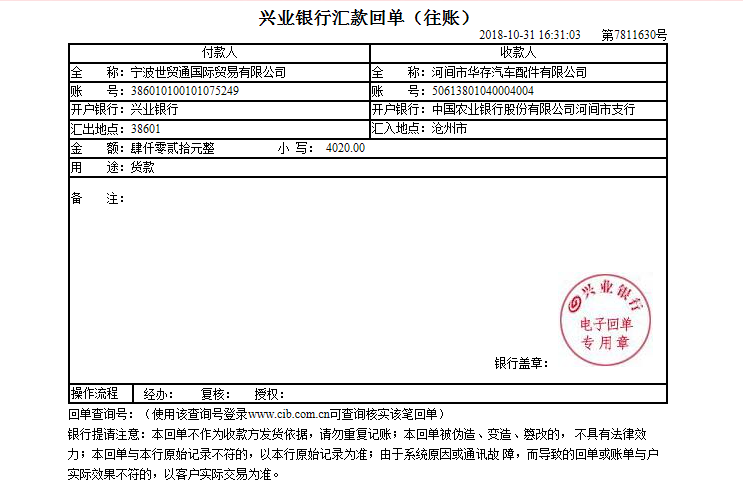 兴业银行汇款回单（往账）
2018-10-31 16:31:03 第7811630号
付款人 收款人
全 称：宁波世贸通国际贸易有限公司 全 称：河间市华存汽车配件有限公司
账 号：386010100101075249 账 号：50613801040004004
开户银行：兴业银行 开户银行：中国农业银行股份有限公司河间市支行
汇出地点：38601 汇入地点：沧州市
金 额：肆仟零贰拾元整 小 写： 4020.00
用 途：货款
备 注：
兴业银行
电子回单
专用章
银行盖章：
操作流程 经办： 复核： 授权：
回单查询号：（使用该查询号登录www.cib.com.cn可查询核实该笔回单）
银行提请注意：本回单不作为收款方发货依据，请勿重复记账；本回单被伪造、变造、篡改的，不具有法律效
力；本回单与本行原始记录不符的，以本行原始记录为准；由于系统原因或通讯故 障，而导致的回单或账单与户
实际效果不符的，以客户实际交易为准。